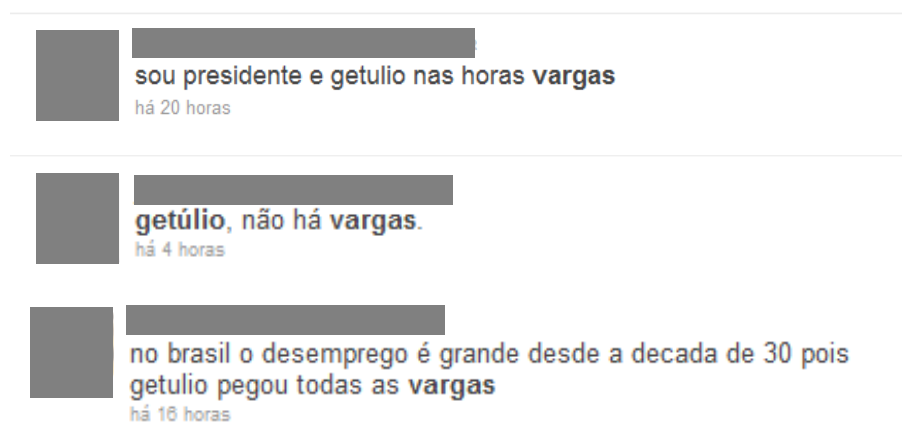 sou presidente e getulio nas horas vargas
há 20 horas
getúlio, não há vargas.
há 4 horas
no brasil o desemprego é grande desde a decada de 30 pois
getulio pegou todas as vargas
há 16 horas